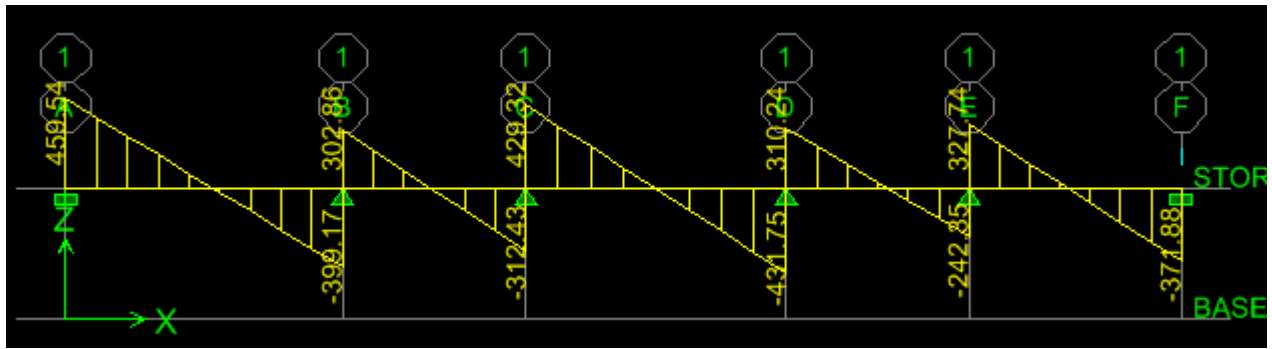 1 1 1 1 1 1
A B C D E F
459.54 302.86 429.32 310.24 327.74
STOR
-399.17 -312.43 -431.75 -242.85 -371.88
Z
X
BASE